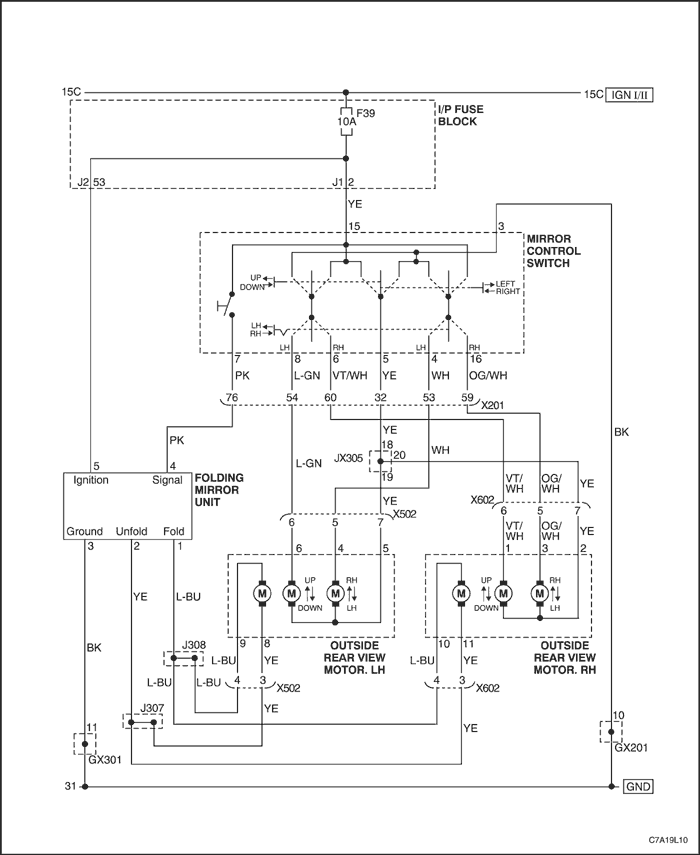 15C
15C IGN I/II
F39
10A
I/P FUSE
BLOCK
J2 53
J1 2
YE
15
3
MIRROR
CONTROL
SWITCH
UP
DOWN
LEFT
RIGHT
LH
RH
LH
RH
LH
RH
7
8
6
5
4
16
PK
L-GN
VT/WH
YE
WH
OG/WH
76
54
60
32
53
59
X201
BK
PK
YE
WH
18
JX305
20
L-GN
19
YE
5
4
Ignition
Signal
FOLDING
MIRROR
UNIT
VT/
WH
OG/
WH
YE
X602
X502
6
5
7
6
5
7
Ground
Unfold
Fold
3
2
1
VT/
WH
OG/
WH
YE
6
4
5
1
3
2
M
M
M
UP
DOWN
RH
LH
M
M
M
UP
DOWN
RH
LH
YE
L-BU
BK
9
8
10
11
OUTSIDE
REAR VIEW
MOTOR. LH
OUTSIDE
REAR VIEW
MOTOR. RH
J308
L-BU
YE
L-BU
YE
L-BU
L-BU
4
3
X502
4
3
X602
J307
YE
YE
11
GX301
10
GX201
31
GND
C7A19L10